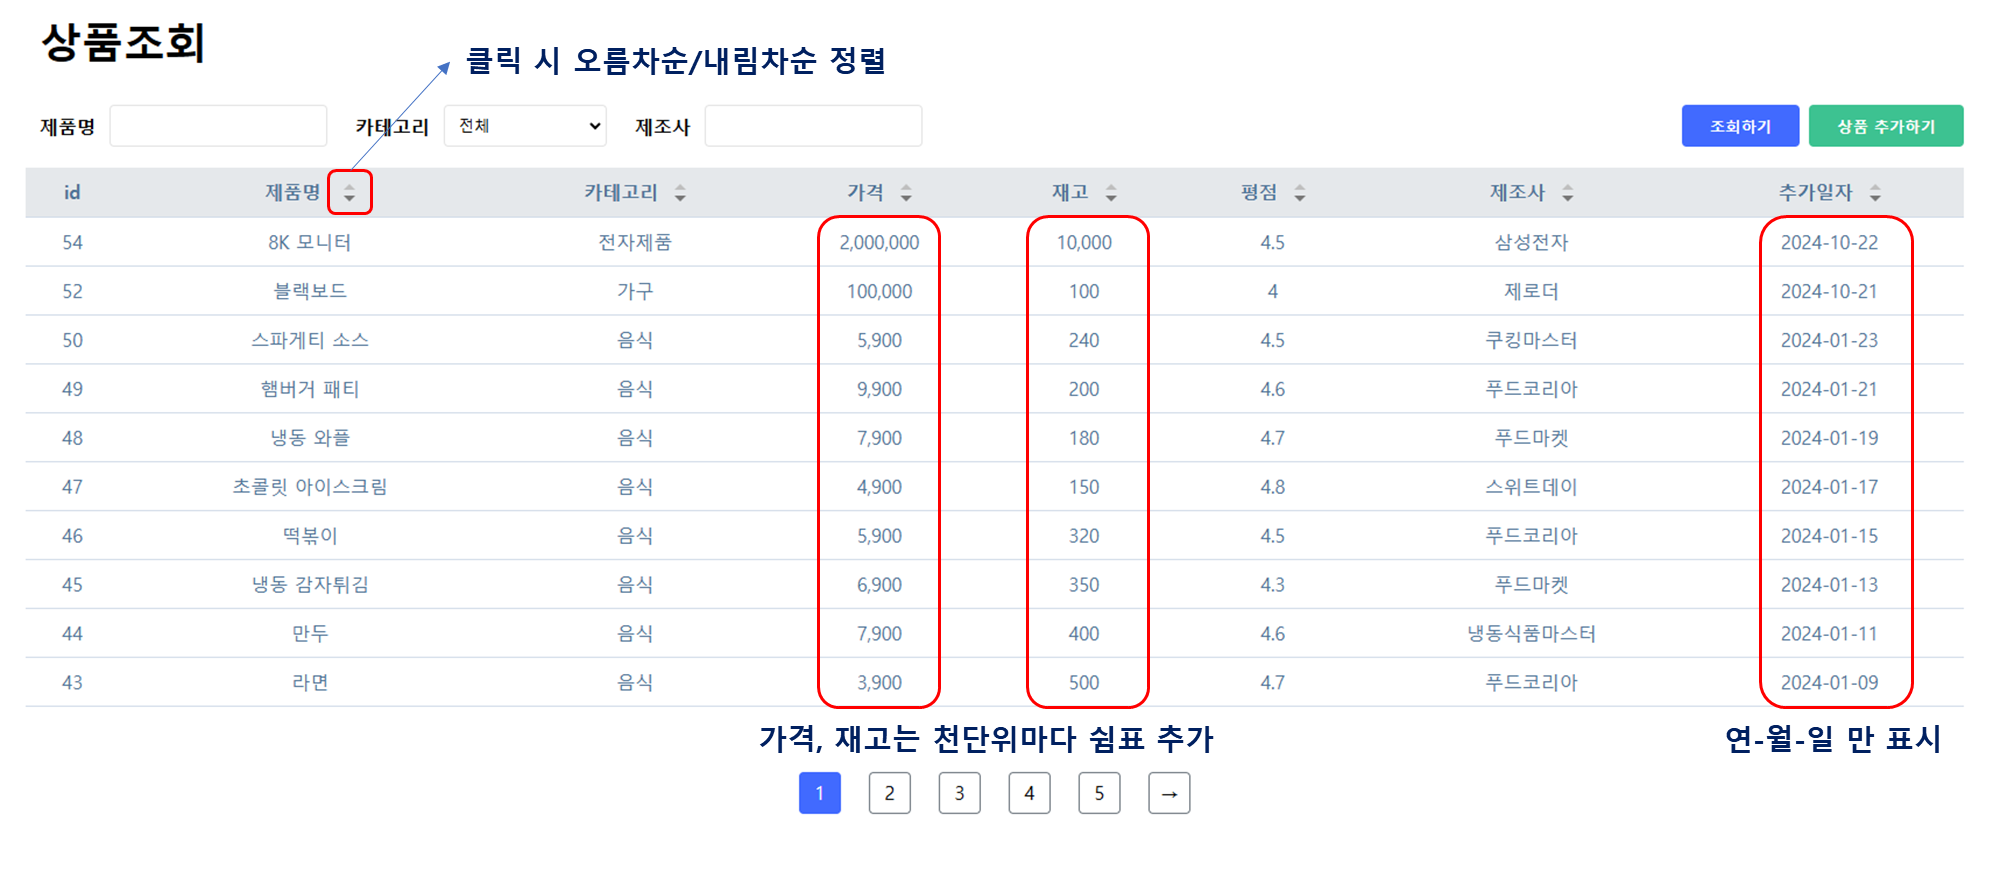 상품조회
클릭 시 오름차순/내림차순 정렬
제품명 카테고리 전체 제조사 조회하기 상품 추가하기
id 제품명 카테고리 가격 재고 평점 제조사 추가일자
54 8K 모니터 전자제품 2,000,000 10,000 4.5 삼성전자 2024-10-22
52 블랙보드 가구 100,000 100 4 제로더 2024-10-21
50 스파게티 소스 음식 5,900 240 4.5 쿠킹마스터 2024-01-23
49 햄버거 패티 음식 9,900 200 4.6 푸드코리아 2024-01-21
48 냉동 와플 음식 7,900 180 4.7 푸드마켓 2024-01-19
47 초콜릿 아이스크림 음식 4,900 150 4.8 스위트데이 2024-01-17
46 떡볶이 음식 5,900 320 4.5 푸드코리아 2024-01-15
45 냉동 감자튀김 음식 6,900 350 4.3 푸드마켓 2024-01-13
44 만두 음식 7,900 400 4.6 냉동식품마스터 2024-01-11
43 라면 음식 3,900 500 4.7 푸드코리아 2024-01-09
가격, 재고는 천단위마다 쉼표 추가 연-월-일 만 표시
1 2 3 4 5 →